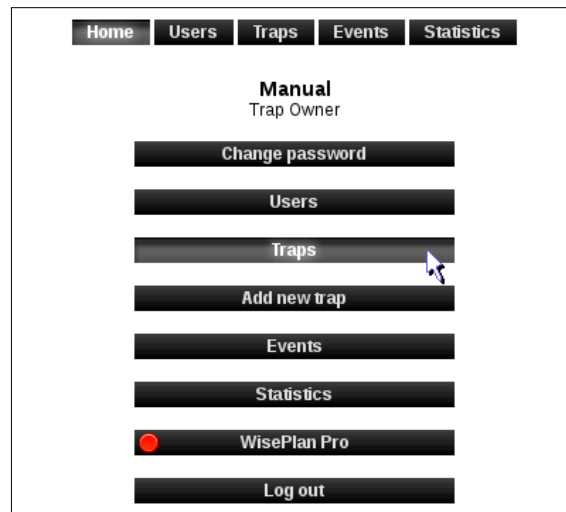 Home Users Traps Events Statistics
Manual
Trap Owner
Change password
Users
Traps
Add new trap
Events
Statistics
WisePlan Pro
Log out